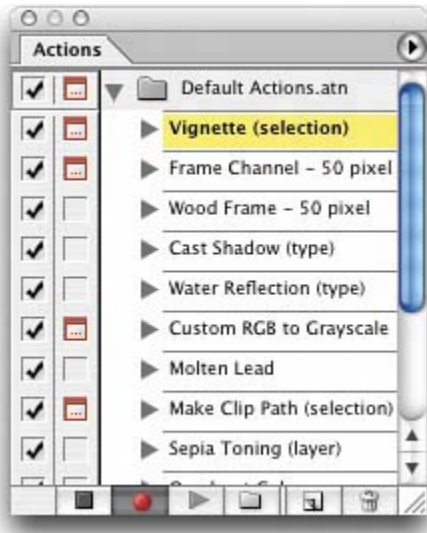 Actions
Default Actions.atn
Vignette (selection)
Frame Channel – 50 pixel
Wood Frame – 50 pixel
Cast Shadow (type)
Water Reflection (type)
Custom RGB to Grayscale
Molten Lead
Make Clip Path (selection)
Sepia Toning (layer)